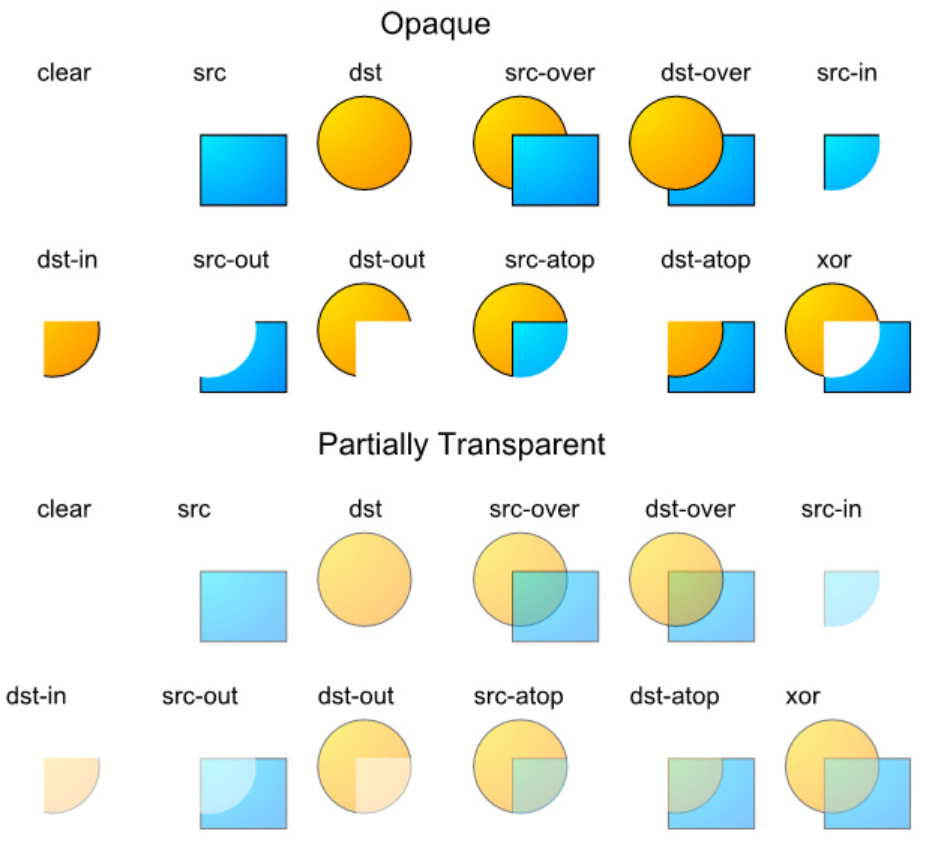 Opaque
clear src dst src-over dst-over src-in
dst-in src-out dst-out src-atop dst-atop xor
Partially Transparent
clear src dst src-over dst-over src-in
dst-in src-out dst-out src-atop dst-atop xor